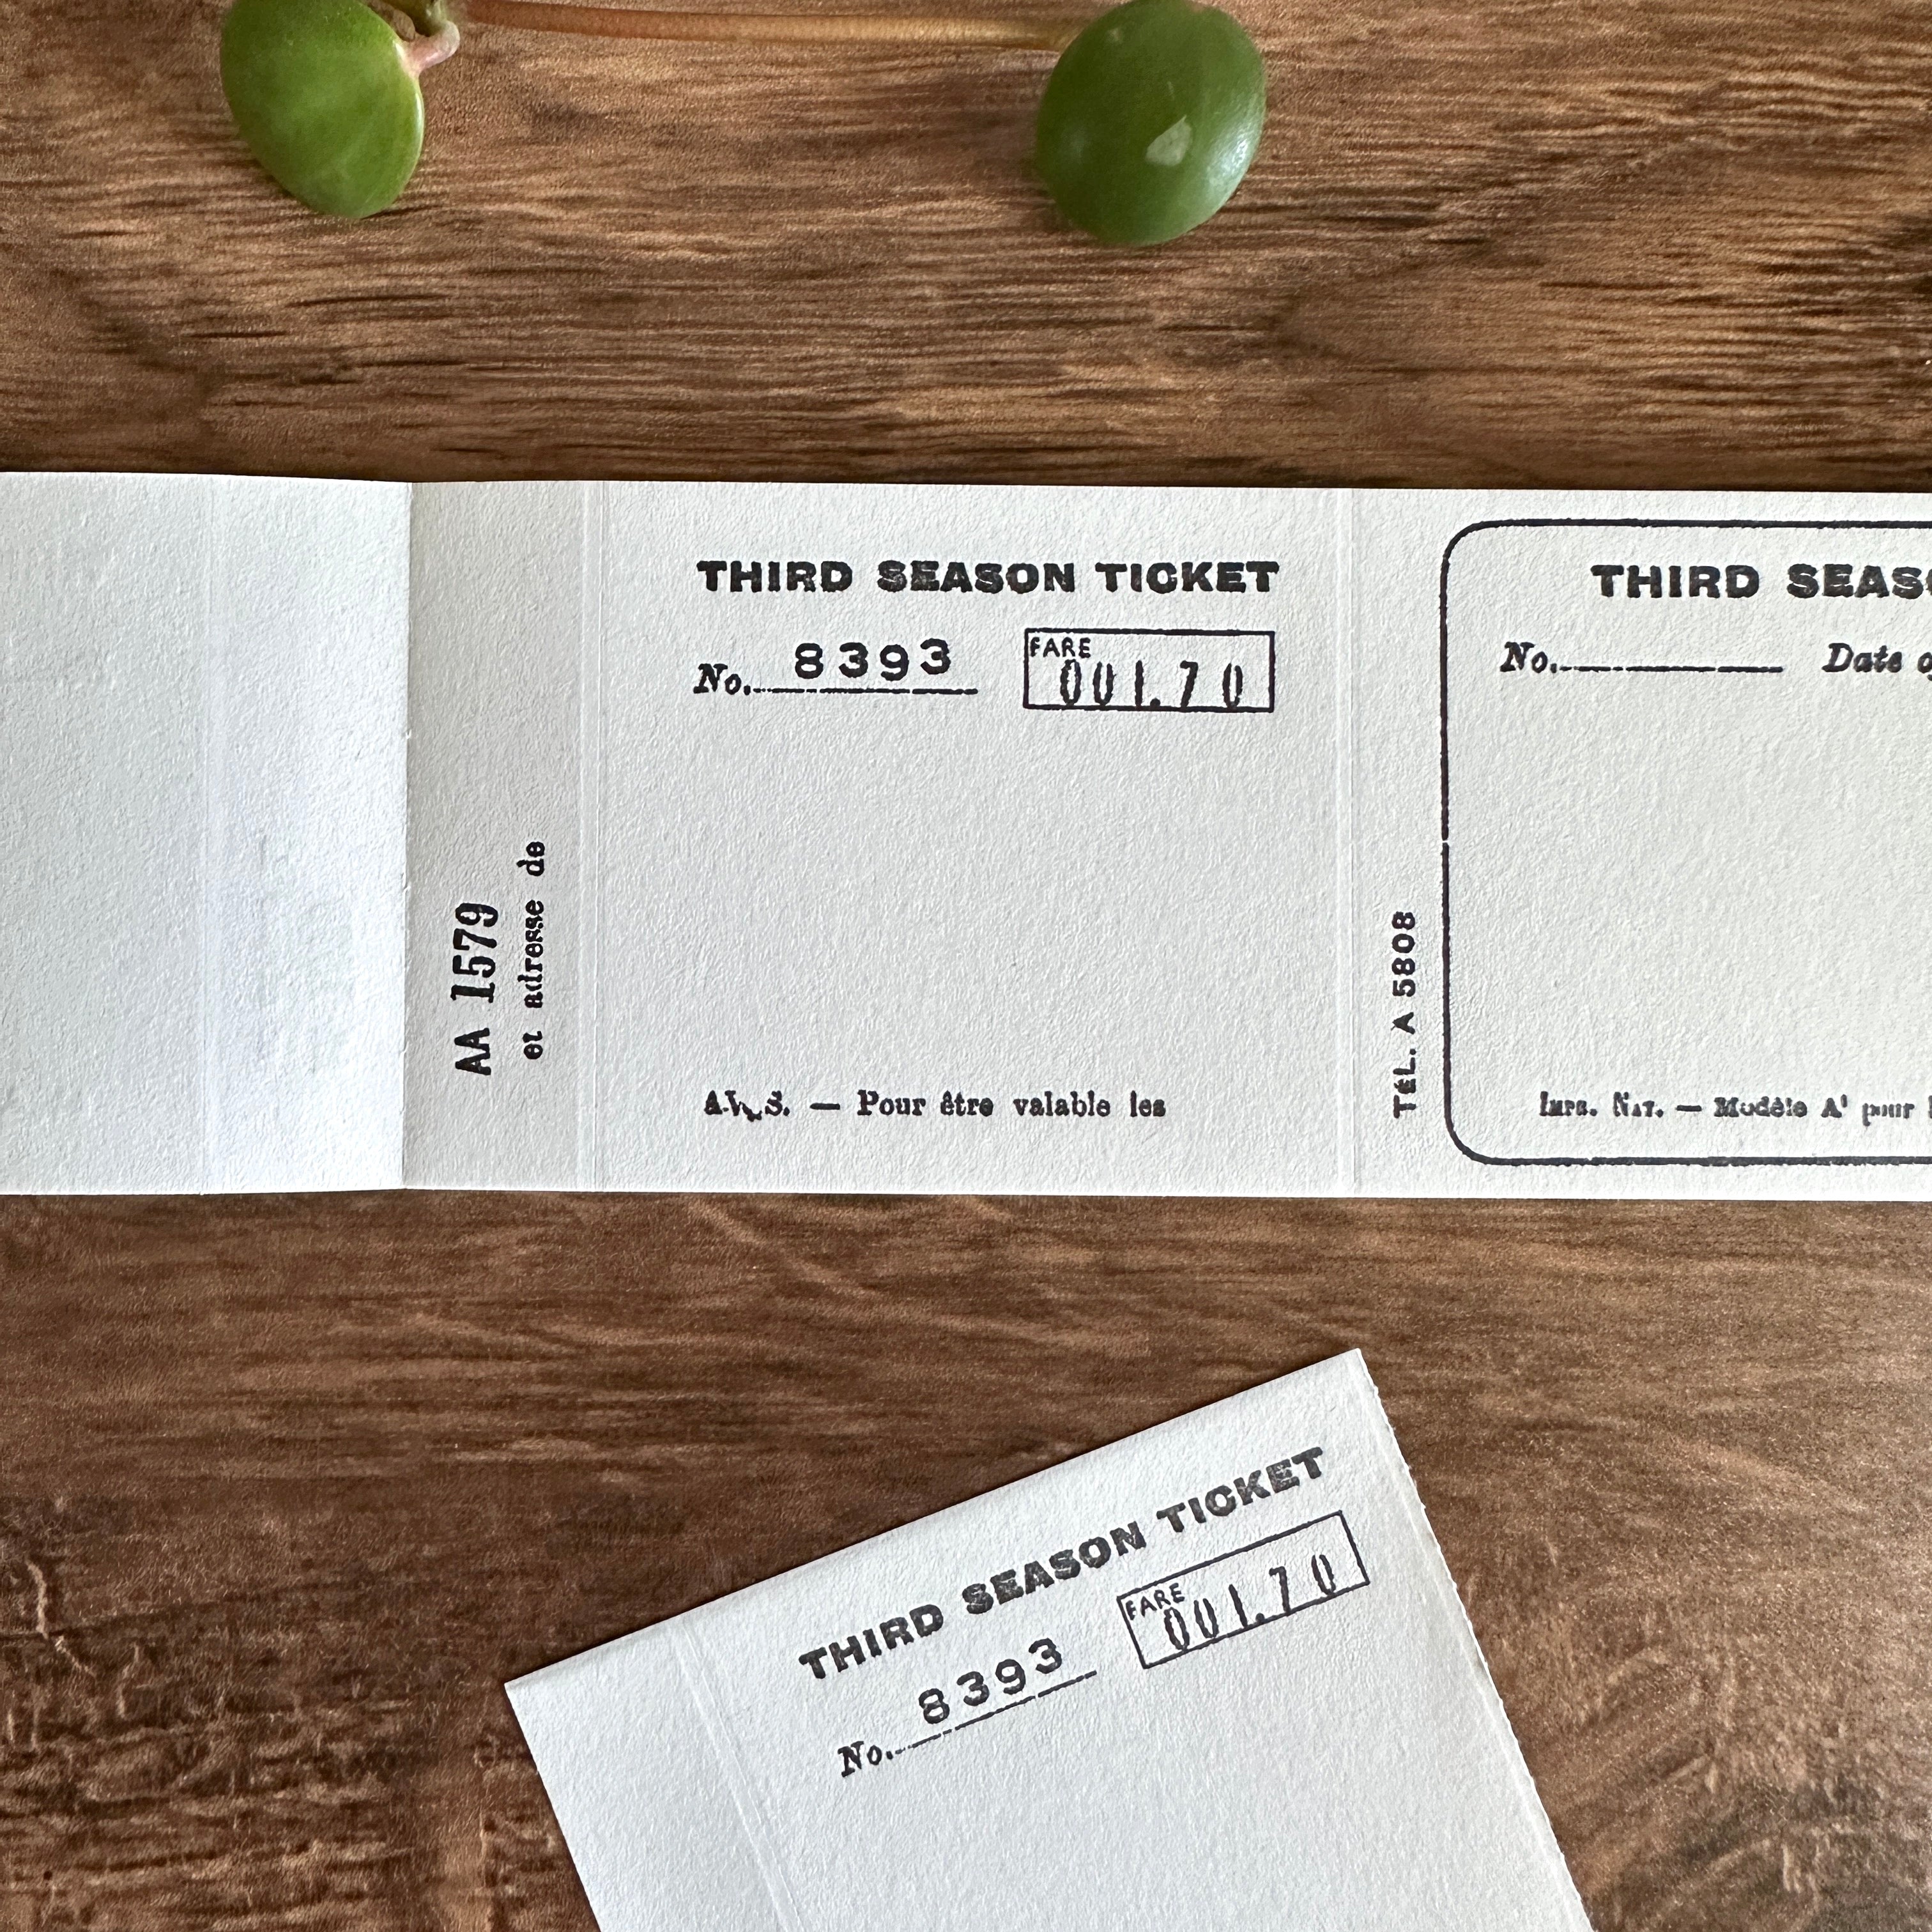 THIRD SEASON TICKET
No. 8393
FARE
001.70
AA 1579
et adresse de
— Pour être valable les
TÉL. A 5808
THIRD SEAS
No. Date o
Impr. Nat. — Modèle A' pour
THIRD SEASON TICKET
No. 8393
FARE
001.70